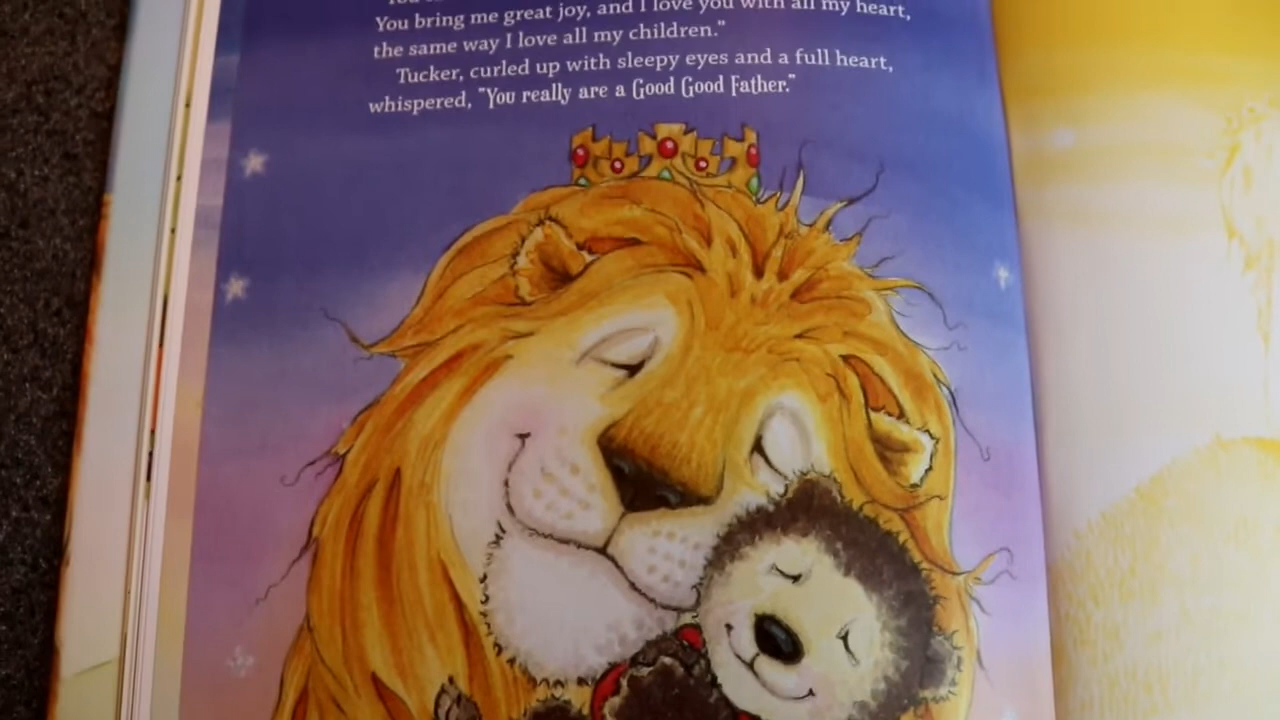 You bring me great joy, and I love you with all my heart,
the same way I love all my children."
Tucker, curled up with sleepy eyes and a full heart,
whispered, "You really are a Good Good Father."